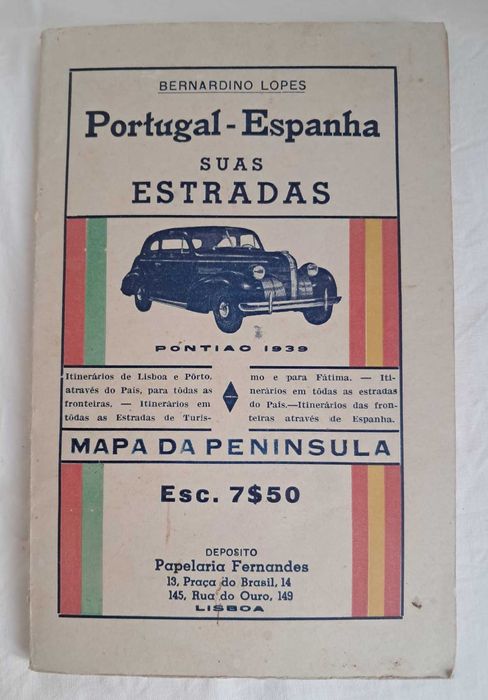 BERNARDINO LOPES
Portugal - Espanha
SUAS
ESTRADAS
PONTIAO 1939
Itinerários de Lisboa e Pôrto,
através do País, para tôdas as
fronteiras. — Itinerários em
tôdas as Estradas de Turis-
mo e para Fátima. — Iti-
nerários em tôdas as estradas
do País.—Itinerários das fron-
teiras através de Espanha.
MAPA DA PENINSULA
Esc. 7$50
DEPOSITO
Papelaria Fernandes
13, Praça do Brasil, 14
145, Rua do Ouro, 149
LISBOA